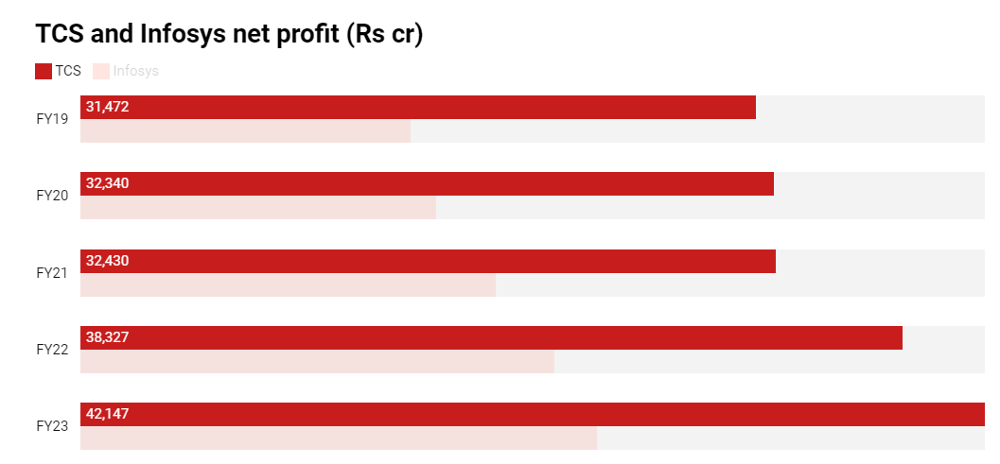 TCS and Infosys net profit (Rs cr)
TCS Infosys
31,472
FY19
32,340
FY20
32,430
FY21
38,327
FY22
42,147
FY23